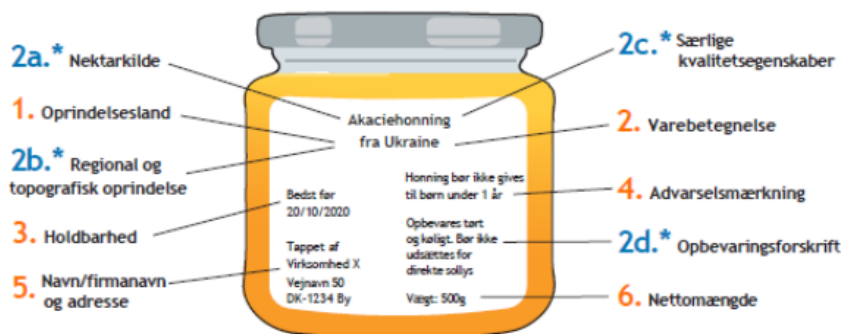 2a.* Nektarkilde
1. Oprindelsesland
2b.* Regional og
topografisk oprindelse
3. Holdbarhed
5. Navn/firmanavn
og adresse
Akaciehonning
fra Ukraine
Bedst før
20/10/2020
Tappet af
Virksomhed X
Vejnavn 50
DK-1234 By
Honning bør ikke gives
til børn under 1 år
Opbevares tørt
og køligt. Bør ikke
udsættes for
direkte sollys
Vægt: 500g
2c.* Særlige
kvalitetsegenskaber
2. Varebetegnelse
4. Advarselsmærkning
2d.* Opbevaringsforskrift
6. Nettomængde